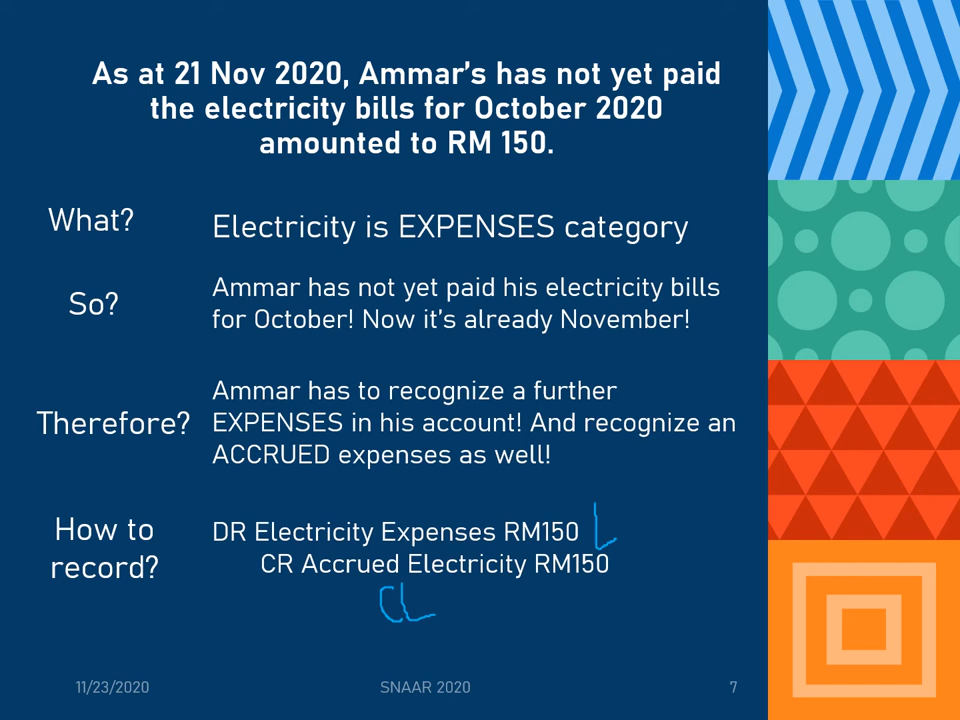 As at 21 Nov 2020, Ammar's has not yet paid
the electricity bills for October 2020
amounted to RM 150.
What?
Electricity is EXPENSES category
So?
Ammar has not yet paid his electricity bills
for October! Now it's already November!
Therefore?
Ammar has to recognize a further
EXPENSES in his account! And recognize an
ACCRUED expenses as well!
How to
record?
DR Electricity Expenses RM150
L
CR Accrued Electricity RM150
CL
11/23/2020
SNAAR 2020
7